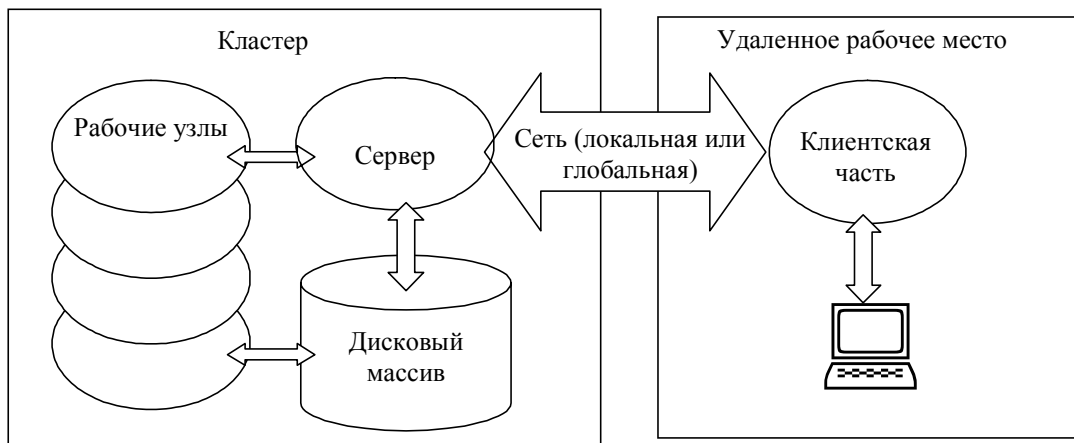 Кластер
Удаленное рабочее место
Рабочие узлы
Сервер
Сеть (локальная или
глобальная)
Клиентская
часть
Дисковый
массив